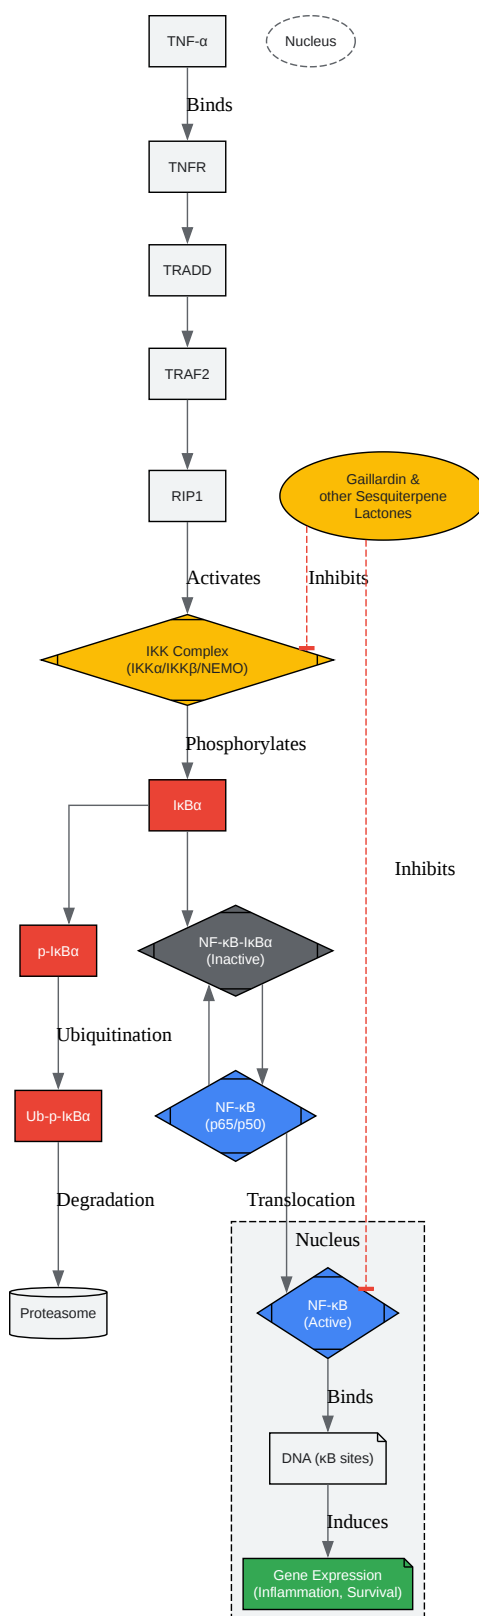 TNF-α
Nucleus
Binds
TNFR
TRADD
TRAF2
RIP1
Gaillardin &
other Sesquiterpene
Lactones
Activates
Inhibits
IKK Complex
(IKKα/IKKβ/NEMO)
Phosphorylates
IκBα
Inhibits
p-IκBα
NF-κB-IκBα
(Inactive)
Ubiquitination
Ub-p-IκBα
NF-κB
(p65/p50)
Degradation
Translocation
Nucleus
Proteasome
NF-κB
(Active)
Binds
DNA (κB sites)
Induces
Gene Expression
(Inflammation, Survival)